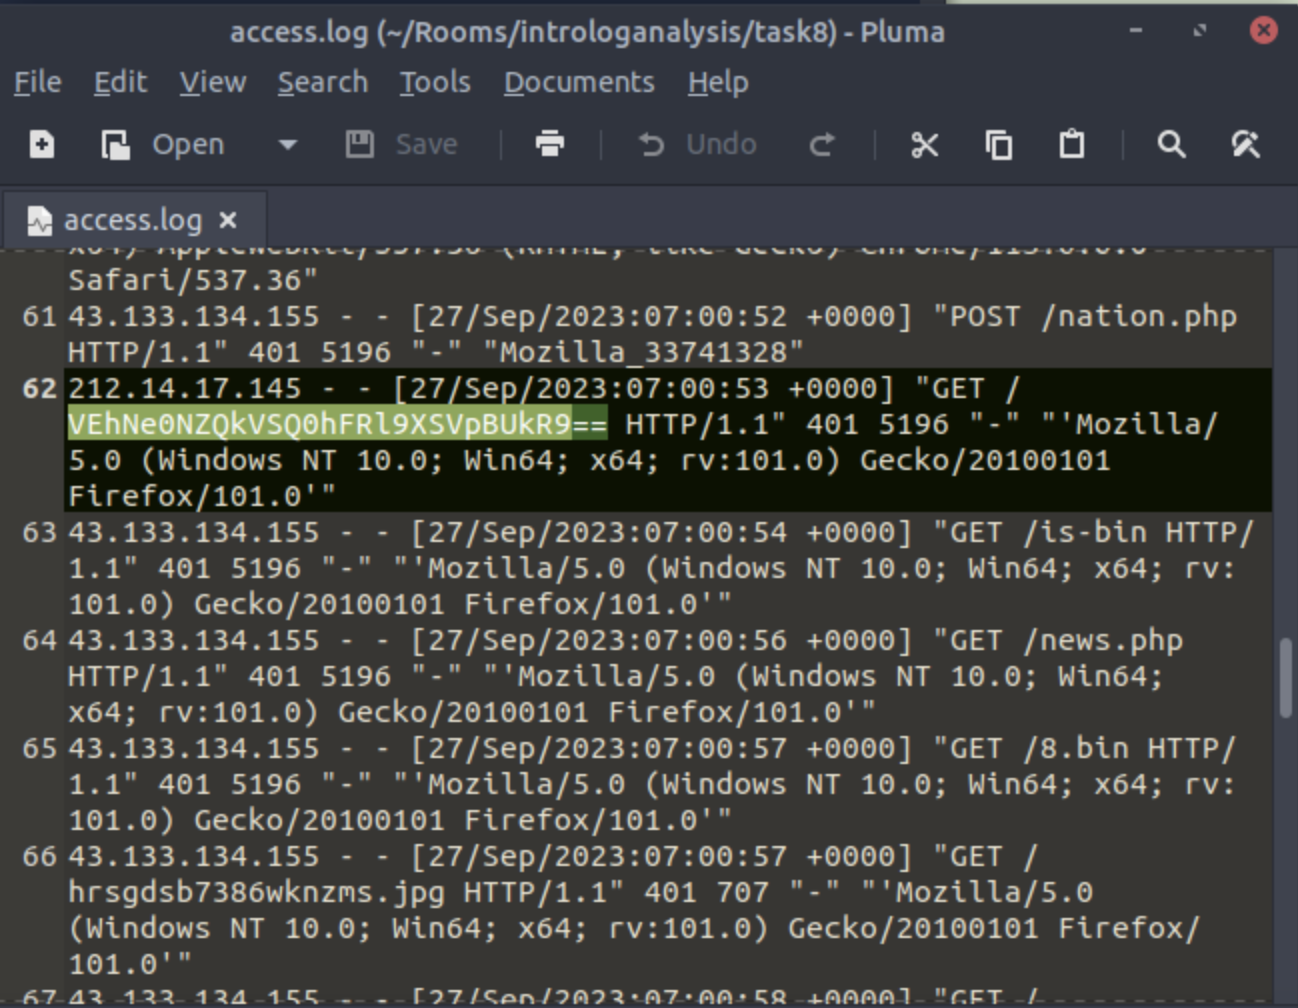 access.log (~/Rooms/introloganalysis/task8) - Pluma
File Edit View Search Tools Documents Help
Open Save Undo
access.log
x64) AppleWebKit/537.36 (KHTML, like Gecko) Chrome/115.0.0.0
Safari/537.36"
61 43.133.134.155 - - [27/Sep/2023:07:00:52 +0000] "POST /nation.php
HTTP/1.1" 401 5196 "-" "Mozilla_33741328"
62 212.14.17.145 - - [27/Sep/2023:07:00:53 +0000] "GET /
VEhNe0NZQkVSQ0hFRl9XSVpBUkR9== HTTP/1.1" 401 5196 "-" "'Mozilla/
5.0 (Windows NT 10.0; Win64; x64; rv:101.0) Gecko/20100101
Firefox/101.0'"
63 43.133.134.155 - - [27/Sep/2023:07:00:54 +0000] "GET /is-bin HTTP/
1.1" 401 5196 "-" "'Mozilla/5.0 (Windows NT 10.0; Win64; x64; rv:
101.0) Gecko/20100101 Firefox/101.0'"
64 43.133.134.155 - - [27/Sep/2023:07:00:56 +0000] "GET /news.php
HTTP/1.1" 401 5196 "-" "'Mozilla/5.0 (Windows NT 10.0; Win64;
x64; rv:101.0) Gecko/20100101 Firefox/101.0'"
65 43.133.134.155 - - [27/Sep/2023:07:00:57 +0000] "GET /8.bin HTTP/
1.1" 401 5196 "-" "'Mozilla/5.0 (Windows NT 10.0; Win64; x64; rv:
101.0) Gecko/20100101 Firefox/101.0'"
66 43.133.134.155 - - [27/Sep/2023:07:00:57 +0000] "GET /
hrsgdsb7386wknzms.jpg HTTP/1.1" 401 707 "-" "'Mozilla/5.0
(Windows NT 10.0; Win64; x64; rv:101.0) Gecko/20100101 Firefox/
101.0'"
67 43.133.134.155 - - [27/Sep/2023:07:00:58 +0000] "GET /